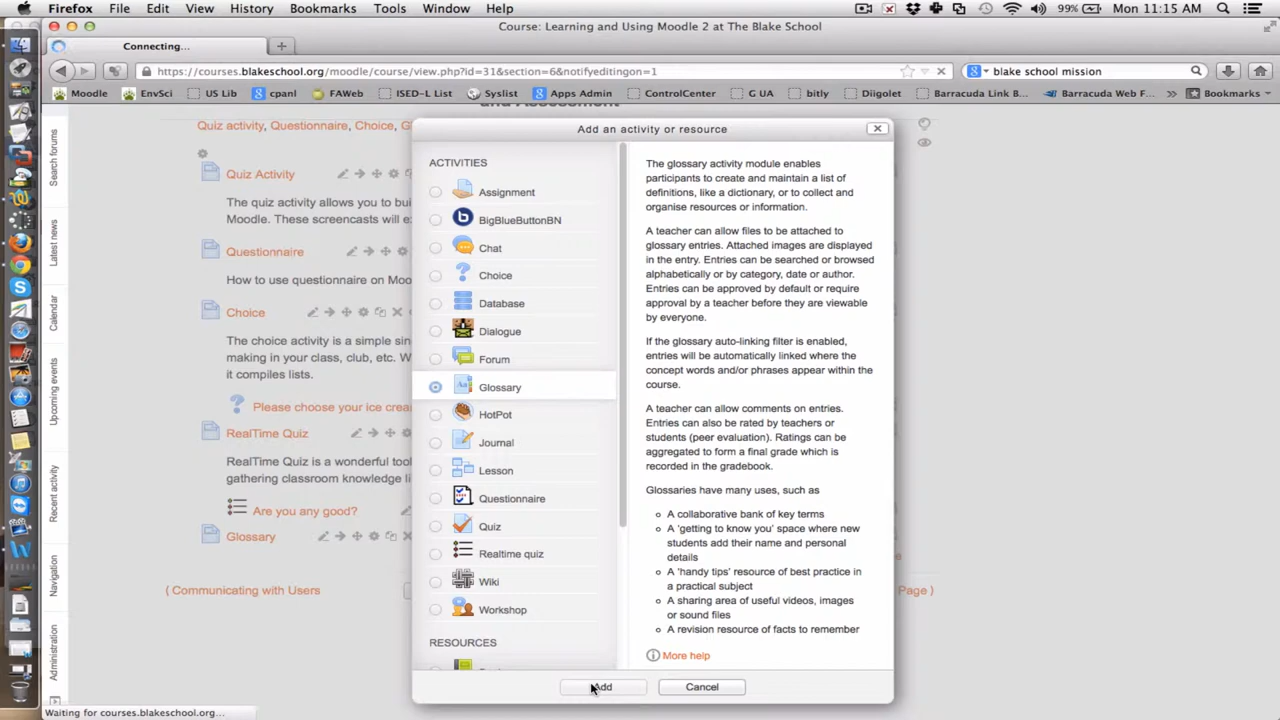 Firefox File Edit View History Bookmarks Tools Window Help 99% Mon 11:15 AM
Course: Learning and Using Moodle 2 at The Blake School
Connecting...
https://courses.blakeschool.org/moodle/course/view.php?id=31&section=6&notifyeditingon=1 blake school mission
Moodle EnvSci US Lib cpanl FAWeb ISED-L List Syslist Apps Admin ControlCenter G UA bitly Diigolet Barracuda Link B... Barracuda Web F... » Bookmarks
and Assessment
Quiz activity, Questionnaire, Choice, G
Quiz Activity
The quiz activity allows you to bui
Moodle. These screencasts will ex
Questionnaire
How to use questionnaire on Moo
Choice
The choice activity is a simple sin
making in your class, club, etc. W
it compiles lists.
Please choose your ice crea
RealTime Quiz
RealTime Quiz is a wonderful tool
gathering classroom knowledge li
Are you any good?
Glossary
( Communicating with Users
Page )
Search forums
Latest news
Calendar
Upcoming events
Recent activity
Navigation
Administration
Add an activity or resource
ACTIVITIES
Assignment
BigBlueButtonBN
Chat
Choice
Database
Dialogue
Forum
Glossary
HotPot
Journal
Lesson
Questionnaire
Quiz
Realtime quiz
Wiki
Workshop
RESOURCES
The glossary activity module enables
participants to create and maintain a list of
definitions, like a dictionary, or to collect and
organise resources or information.
A teacher can allow files to be attached to
glossary entries. Attached images are displayed
in the entry. Entries can be searched or browsed
alphabetically or by category, date or author.
Entries can be approved by default or require
approval by a teacher before they are viewable
by everyone.
If the glossary auto-linking filter is enabled,
entries will be automatically linked where the
concept words and/or phrases appear within the
course.
A teacher can allow comments on entries.
Entries can also be rated by teachers or
students (peer evaluation). Ratings can be
aggregated to form a final grade which is
recorded in the gradebook.
Glossaries have many uses, such as
A collaborative bank of key terms
A 'getting to know you' space where new
students add their name and personal
details
A 'handy tips' resource of best practice in
a practical subject
A sharing area of useful videos, images
or sound files
A revision resource of facts to remember
More help
Add Cancel
Waiting for courses.blakeschool.org...